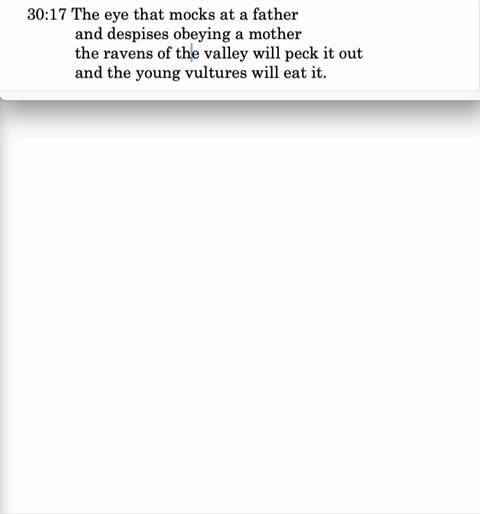 30:17 The eye that mocks at a father
and despises obeying a mother
the ravens of the valley will peck it out
and the young vultures will eat it.